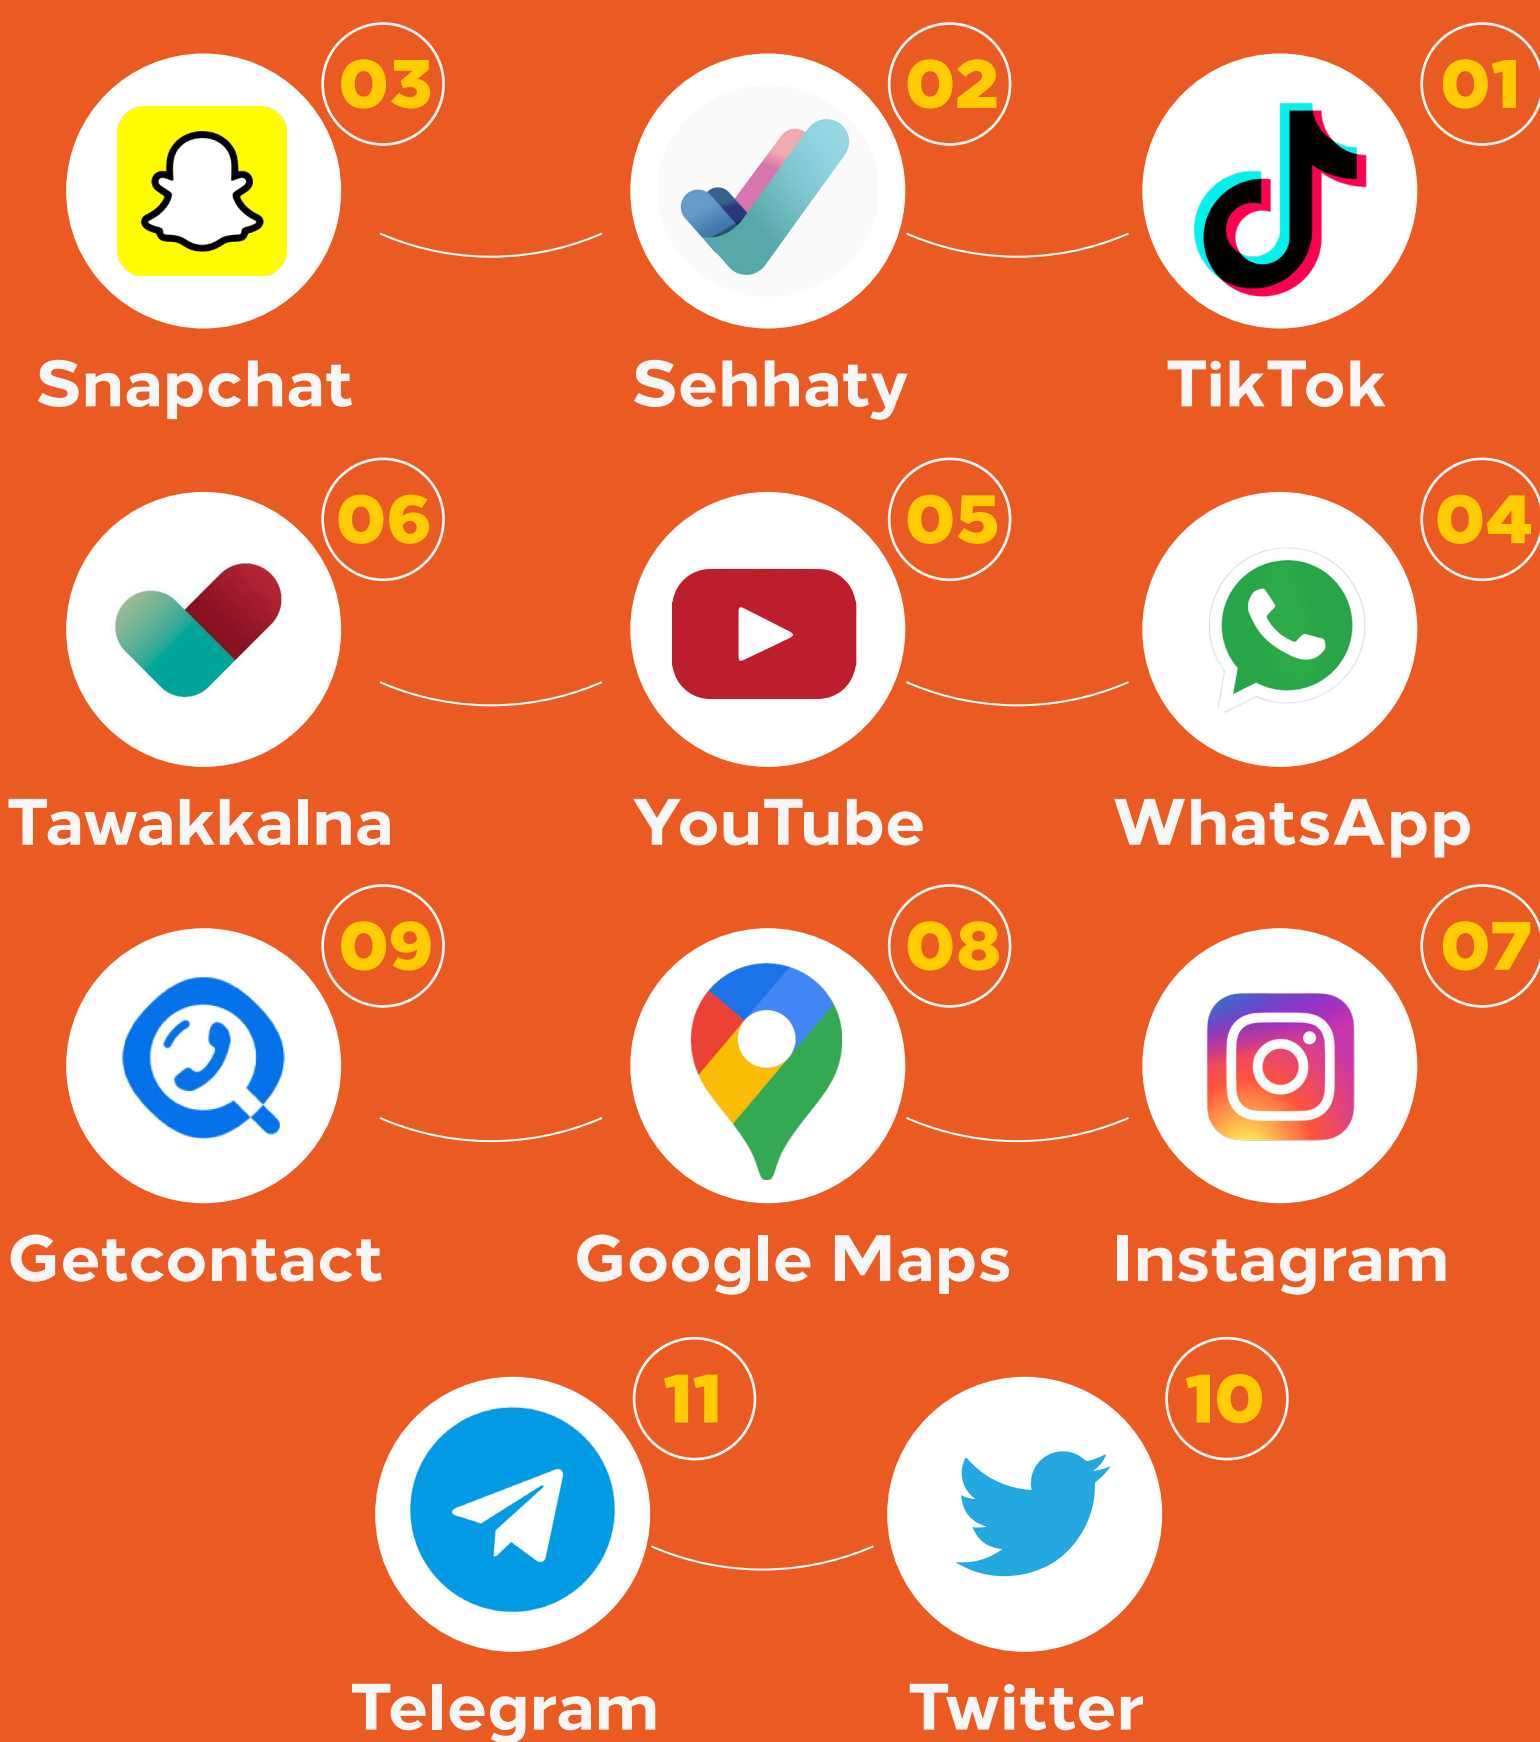 03
02
01
Snapchat
Sehhaty
TikTok
06
05
04
Tawakkalna
YouTube
WhatsApp
09
08
07
Getcontact
Google Maps
Instagram
11
10
Telegram
Twitter